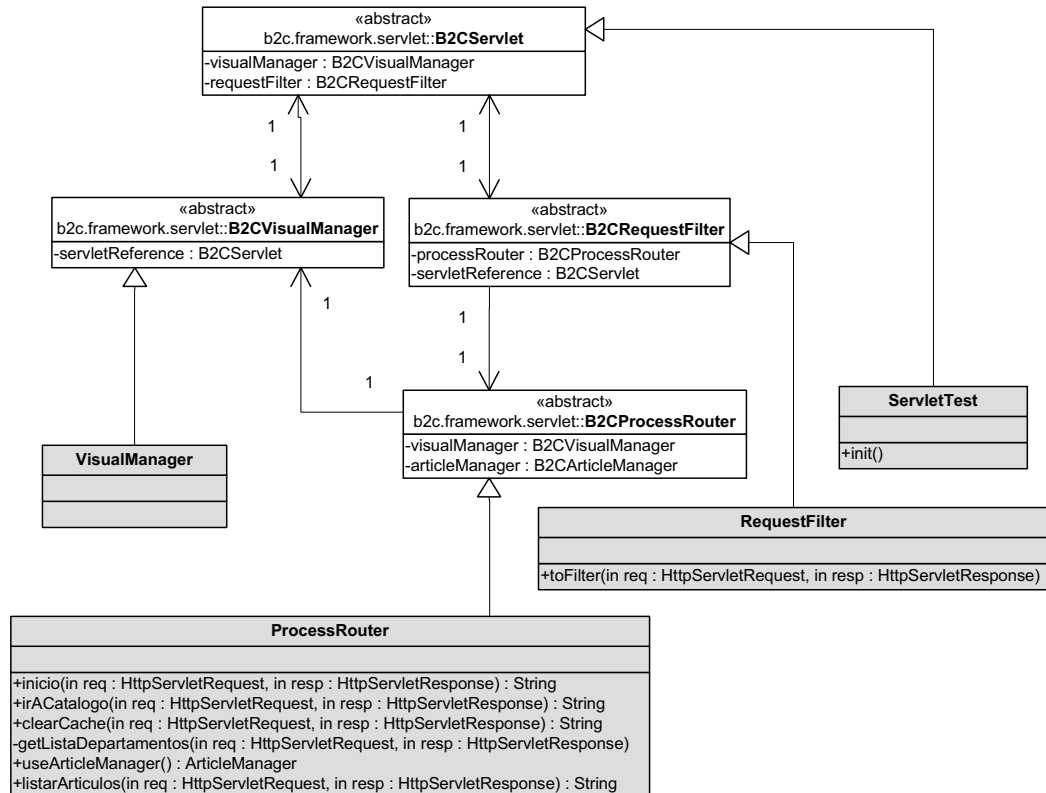 «abstract»
b2c.framework.servlet::B2CServlet
-visualManager : B2CVisualManager
-requestFilter : B2CRequestFilter
1
1
1
1
«abstract»
b2c.framework.servlet::B2CVisualManager
-servletReference : B2CServlet
«abstract»
b2c.framework.servlet::B2CRequestFilter
-processRouter : B2CProcessRouter
-servletReference : B2CServlet
1
1
1
1
«abstract»
b2c.framework.servlet::B2CProcessRouter
-visualManager : B2CVisualManager
-articleManager : B2CArticleManager
ServletTest
+init()
VisualManager
RequestFilter
+toFilter(in req : HttpServletRequest, in resp : HttpServletResponse)
ProcessRouter
+inicio(in req : HttpServletRequest, in resp : HttpServletResponse) : String
+irACatalogo(in req : HttpServletRequest, in resp : HttpServletResponse) : String
+clearCache(in req : HttpServletRequest, in resp : HttpServletResponse) : String
-getListaDepartamentos(in req : HttpServletRequest, in resp : HttpServletResponse)
+useArticleManager() : ArticleManager
+listarArticulos(in req : HttpServletRequest, in resp : HttpServletResponse) : String